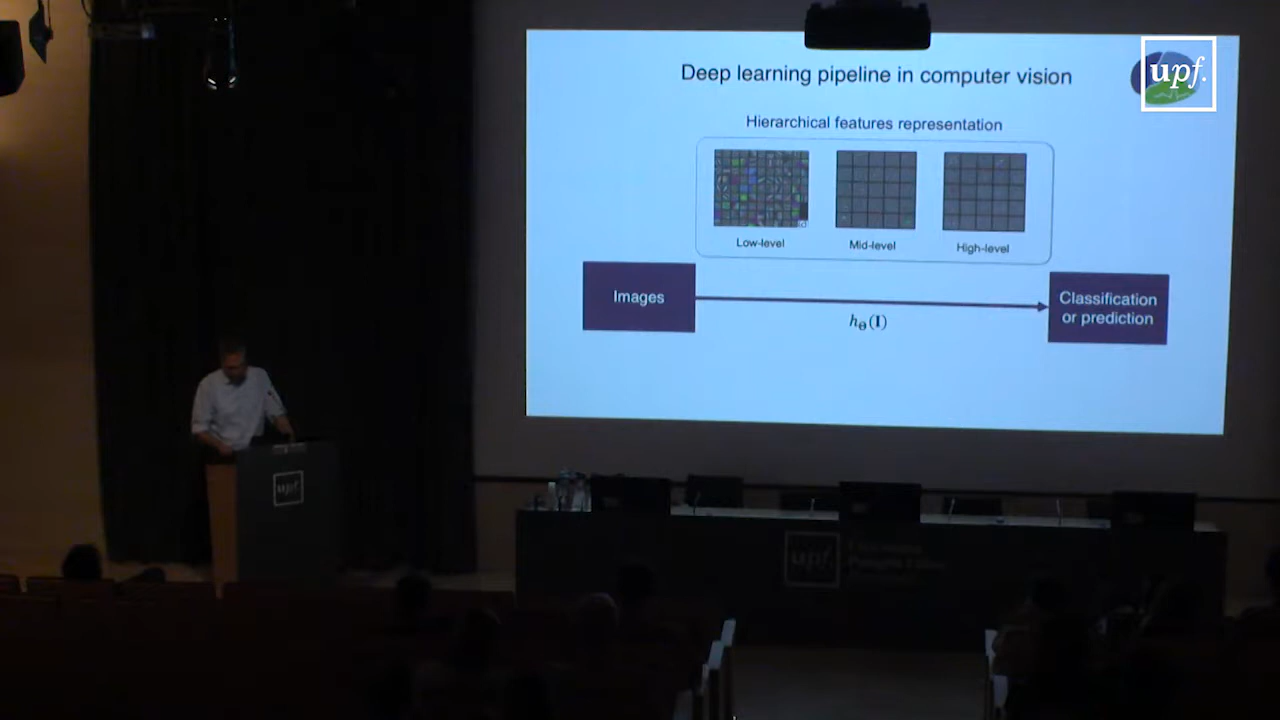 Deep learning pipeline in computer vision
upf.
Hierarchical features representation
Low-level
Mid-level
High-level
Images
Classification
or prediction
hΘ(I)
upf.
upf.